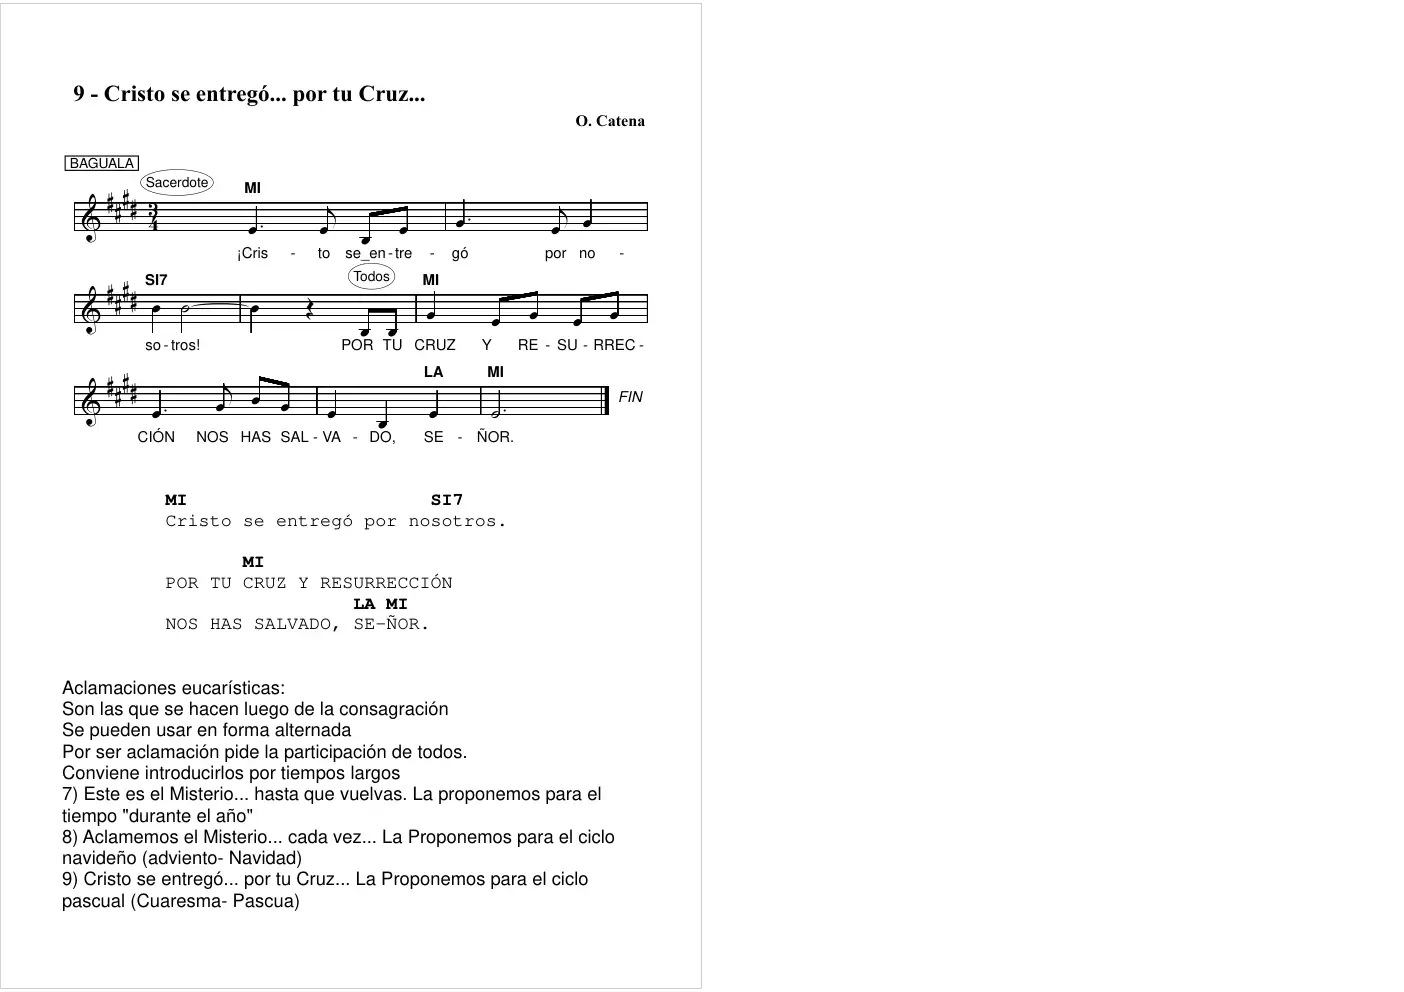 9 - Cristo se entregó... por tu Cruz...
O. Catena
BAGUALA
Sacerdote
MI
¡Cris - to se_en - tre - gó por no -
SI7 Todos MI
so - tros! POR TU CRUZ Y RE - SU - RREC -
LA MI
FIN
CIÓN NOS HAS SAL - VA - DO, SE - ÑOR.
MI SI7
Cristo se entregó por nosotros.
MI
POR TU CRUZ Y RESURRECCIÓN
LA MI
NOS HAS SALVADO, SE-ÑOR.
Aclamaciones eucarísticas:
Son las que se hacen luego de la consagración
Se pueden usar en forma alternada
Por ser aclamación pide la participación de todos.
Conviene introducirlos por tiempos largos
7) Este es el Misterio... hasta que vuelvas. La proponemos para el
tiempo "durante el año"
8) Aclamemos el Misterio... cada vez... La Proponemos para el ciclo
navideño (adviento- Navidad)
9) Cristo se entregó... por tu Cruz... La Proponemos para el ciclo
pascual (Cuaresma- Pascua)